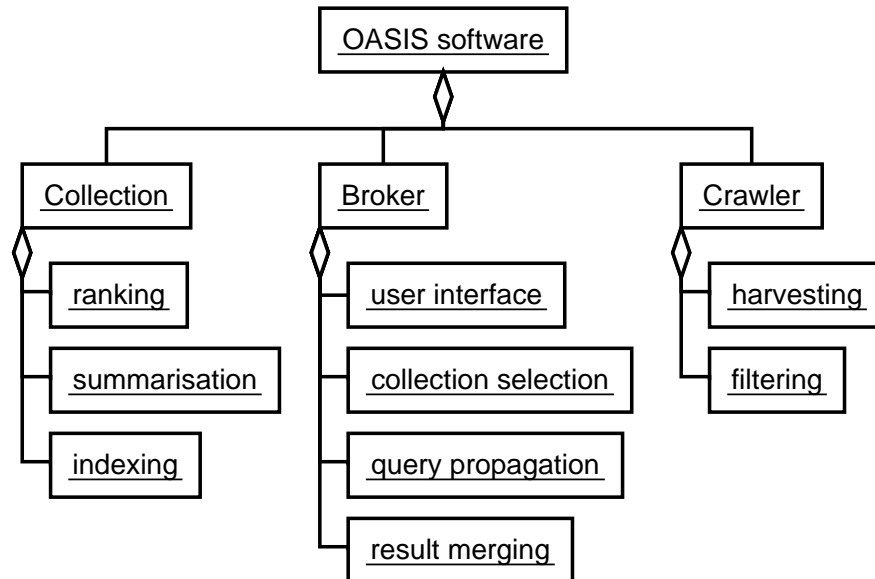 OASIS software
Collection
Broker
Crawler
ranking
user interface
harvesting
summarisation
collection selection
filtering
indexing
query propagation
result merging